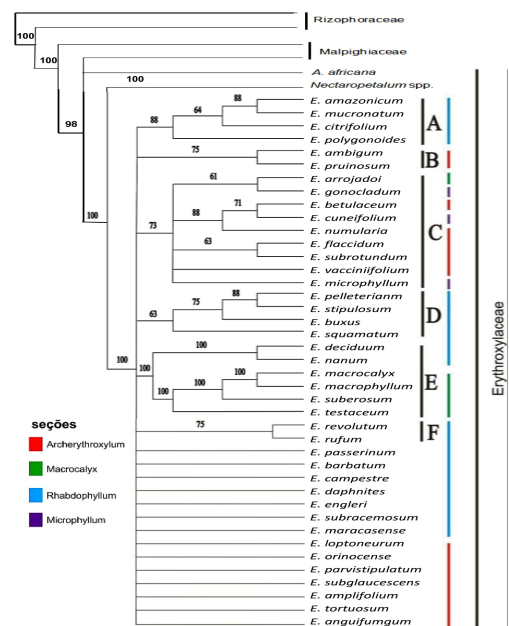 Rizophoraceae
100
100
Malpighiaceae
98
A. africana
100
Nectaropetalum spp.
88
E. amazonicum
64
E. mucronatum
88
E. citrifolium
A
E. polygonoides
75
E. ambigum
B
E. pruinosum
61
E. arrojadoi
E. gonocladum
71
E. betulaceum
88
E. cuneifolium
100
73
E. numularia
C
63
E. flaccidum
E. subrotundum
E. vacciniifolium
E. microphyllum
88
E. pelleterianm
75
E. stipulosum
63
E. buxus
D
E. squamatum
100
E. deciduum
100
100
E. nanum
100
E. macrocalyx
100
E. macrophyllum
E
100
E. suberosum
E. testaceum
75
E. revolutum
F
E. rufum
E. passerinum
E. barbatum
E. campestre
E. daphnites
E. engleri
E. subracemosum
E. maracasense
E. loptoneurum
E. orinocense
E. parvistipulatum
E. subglaucescens
E. amplifolium
E. tortuosum
E. anguifumgum
Erythroxylaceae
seções
Archerythroxylum
Macrocalyx
Rhabdophyllum
Microphyllum